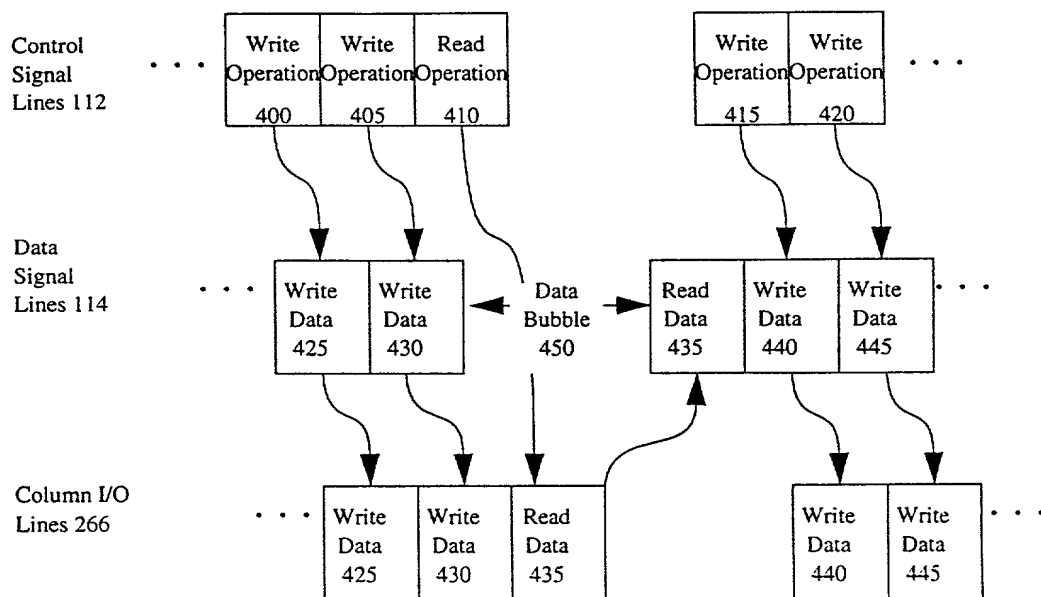 Control
Signal
Lines 112
. . .
Write
Operation
400
Write
Operation
405
Read
Operation
410
Write
Operation
415
Write
Operation
420
. . .
Data
Signal
Lines 114
. . .
Write
Data
425
Write
Data
430
Data
Bubble
450
Read
Data
435
Write
Data
440
Write
Data
445
. . .
Column I/O
Lines 266
. . .
Write
Data
425
Write
Data
430
Read
Data
435
Write
Data
440
Write
Data
445
. . .